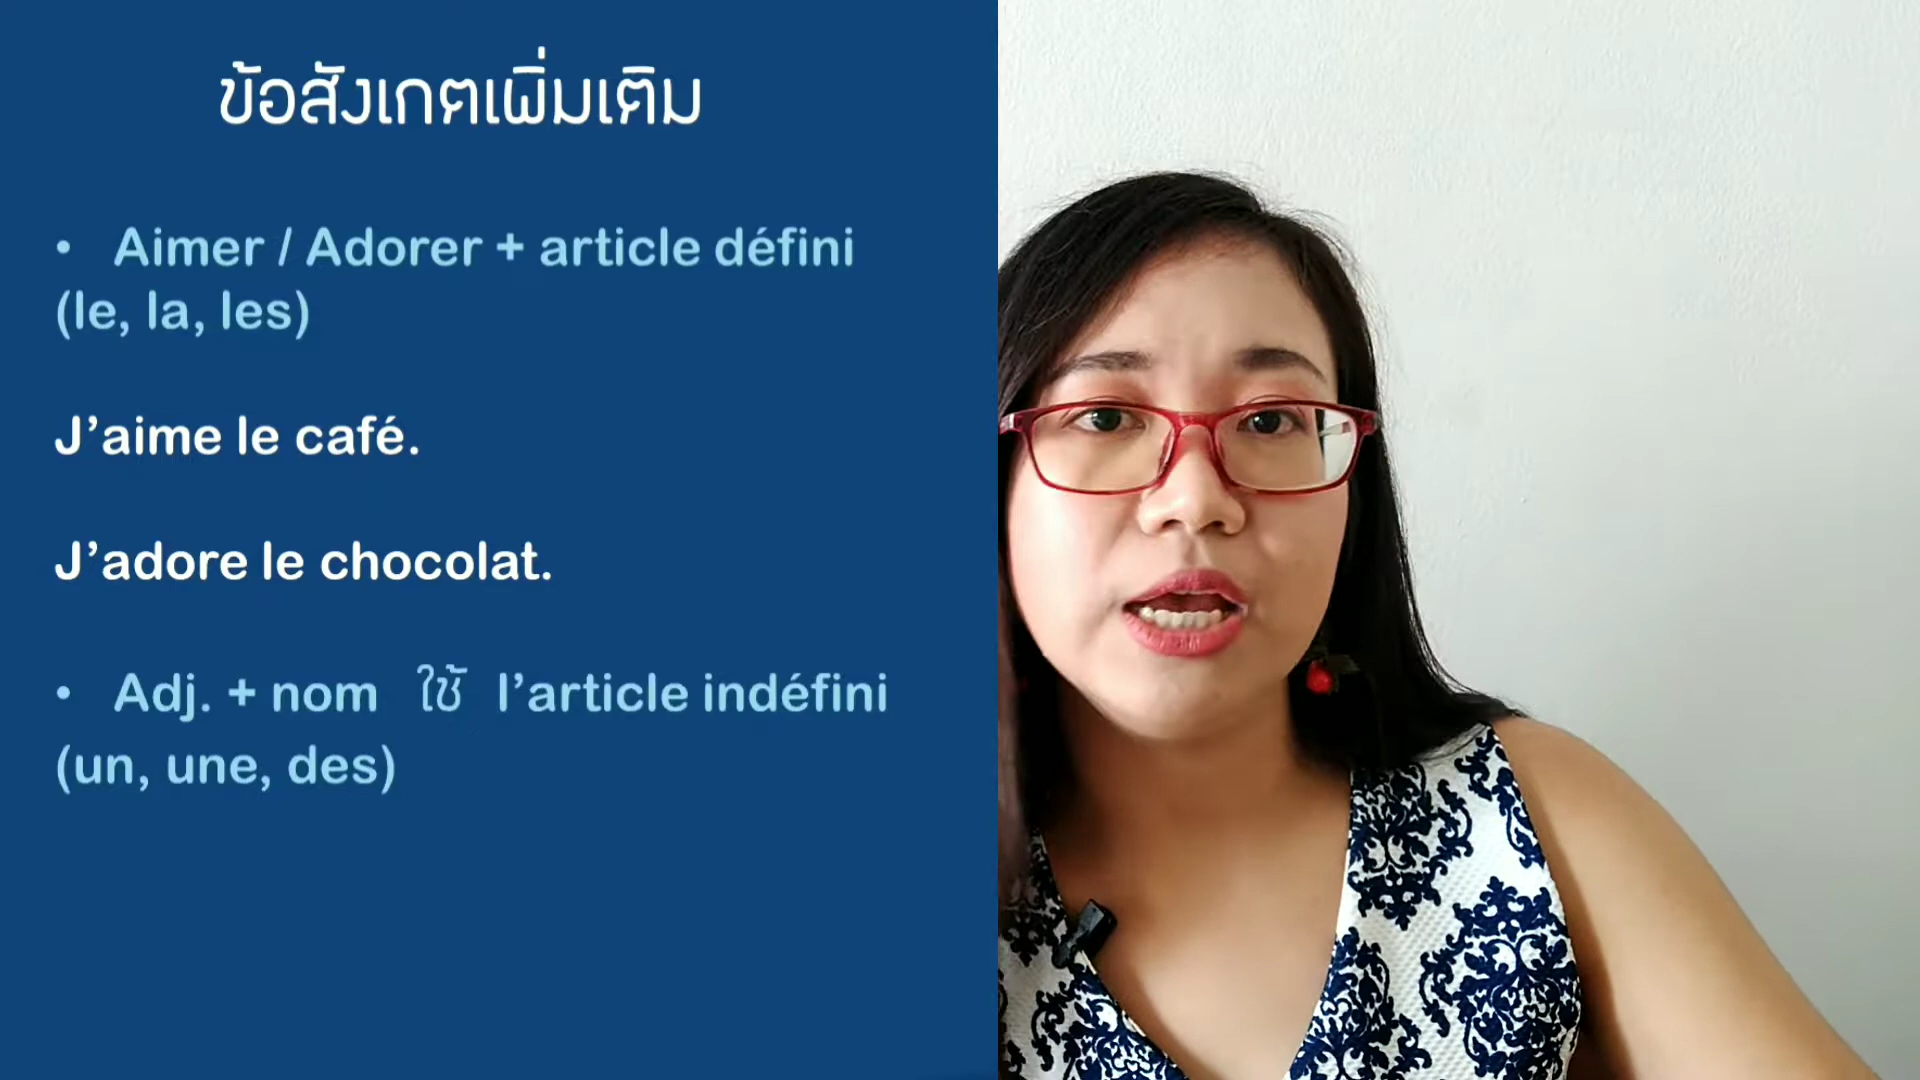 ข้อสังเกตเพิ่มเติม
• Aimer / Adorer + article défini
(le, la, les)
J’aime le café.
J’adore le chocolat.
• Adj. + nom ใช้ l’article indéfini
(un, une, des)